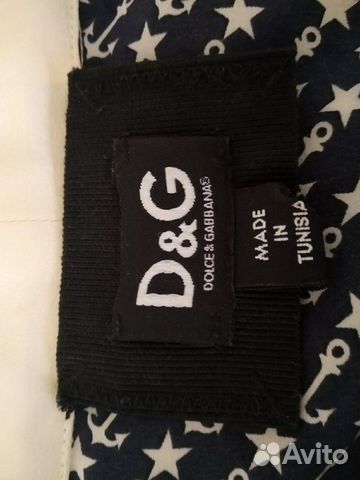 D&G
DOLCE & GABBANA®
MADE
IN
TUNISIA
Avito